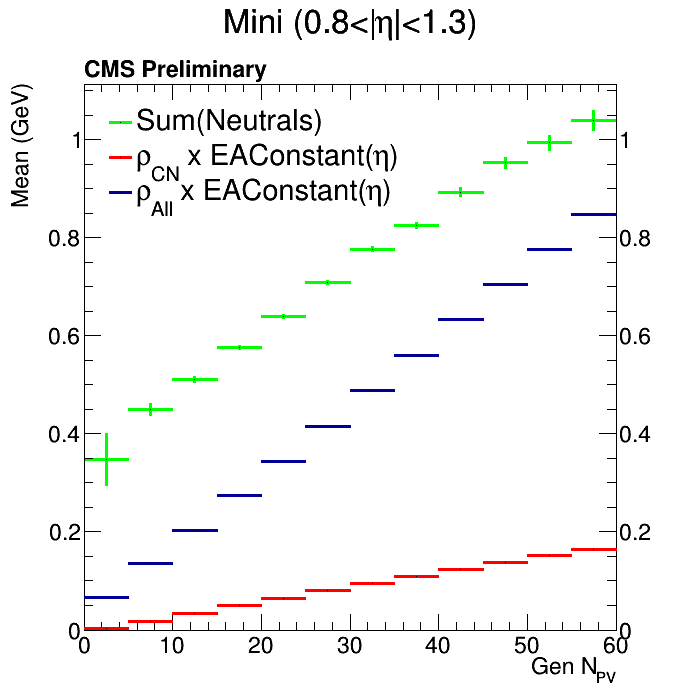 Mini (0.8<|η|<1.3)
CMS Preliminary
Mean (GeV)
Sum(Neutrals)
ρCN x EAConstant(η)
ρAll x EAConstant(η)
1 1
0.8 0.8
0.6 0.6
0.4 0.4
0.2 0.2
0 0
0 10 20 30 40 50 60
Gen NPV